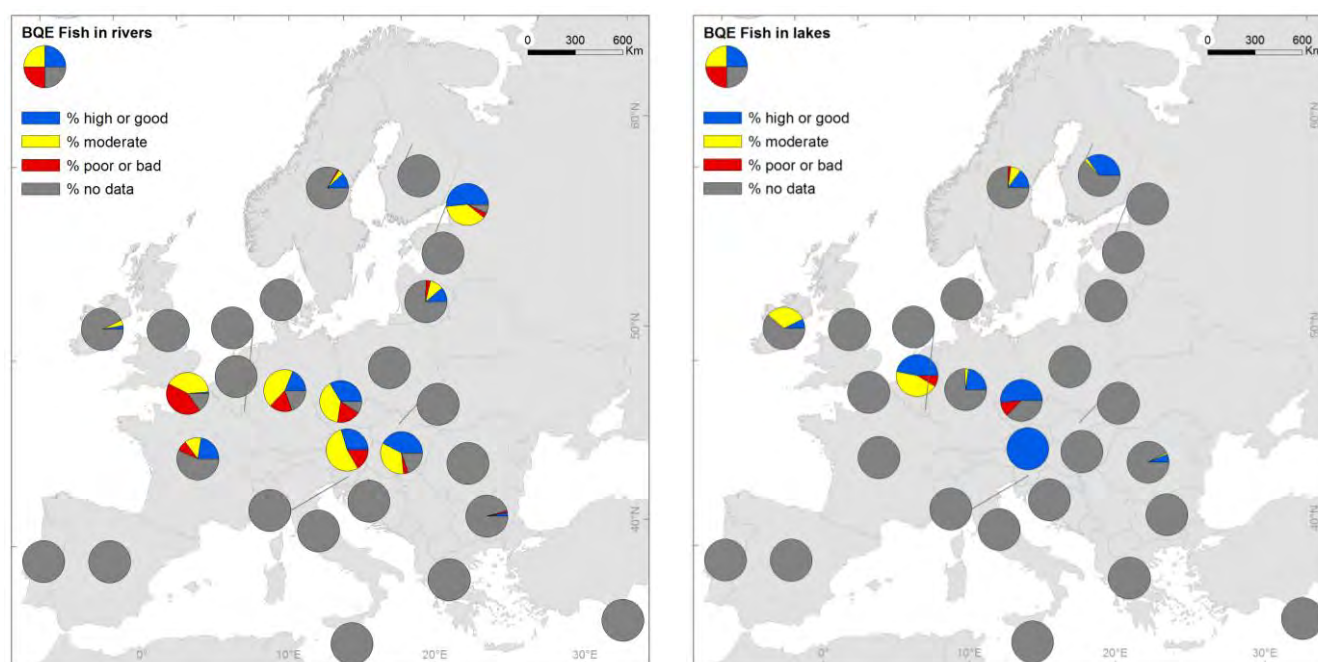 BQE Fish in rivers
% high or good
% moderate
% poor or bad
% no data
0 300 600
Km
60°N
50°N
40°N
0°
10°E
20°E
30°E
BQE Fish in lakes
% high or good
% moderate
% poor or bad
% no data
0 300 600
Km
60°N
50°N
40°N
0°
10°E
20°E
30°E